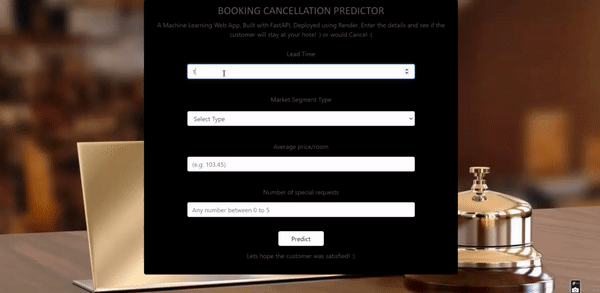 BOOKING CANCELLATION PREDICTOR
A Machine Learning Web App, Built with FastAPI, Deployed using Render. Enter the details and see if the
customer will stay at your hotel :) or would Cancel :(
Lead Time
Market Segment Type
Select Type
Average price/room
(e.g: 103.45)
Number of special requests
Any number between 0 to 5
Predict
Lets hope the customer was satisfied! :)